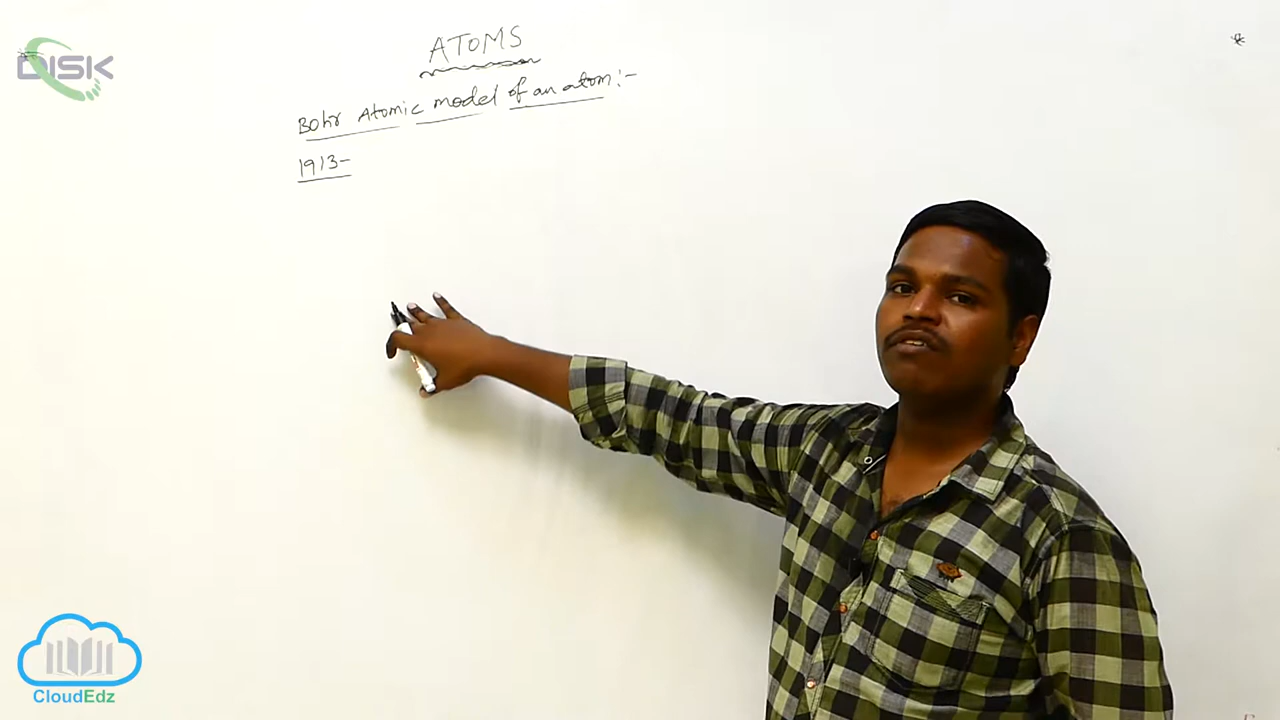 DISK
ATOMS
Bohr Atomic model of an atom:-
1913-
CloudEdz